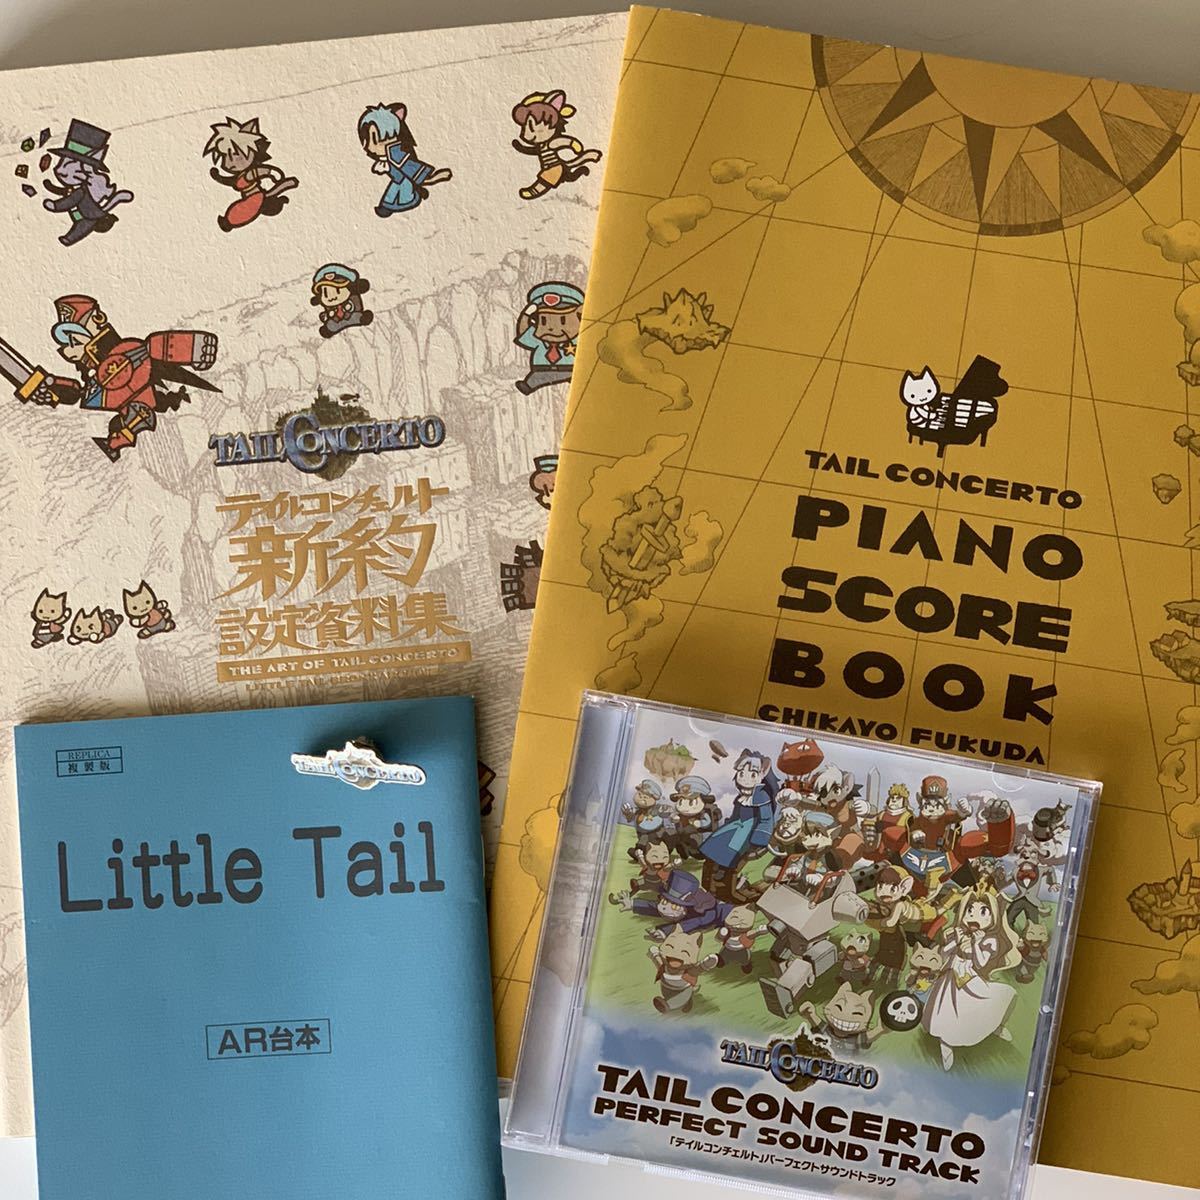 TAIL CONCERTO
テイルコンチェルト
新約
設定資料集
THE ART OF TAIL CONCERTO
TAIL CONCERTO
PIANO
SCORE
BOOK
CHIKAYO FUKUDA
REPLICA
複製版
TAIL CONCERTO
Little Tail
AR台本
TAIL CONCERTO
TAIL CONCERTO
PERFECT SOUND TRACK
「テイルコンチェルト」パーフェクトサウンドトラック